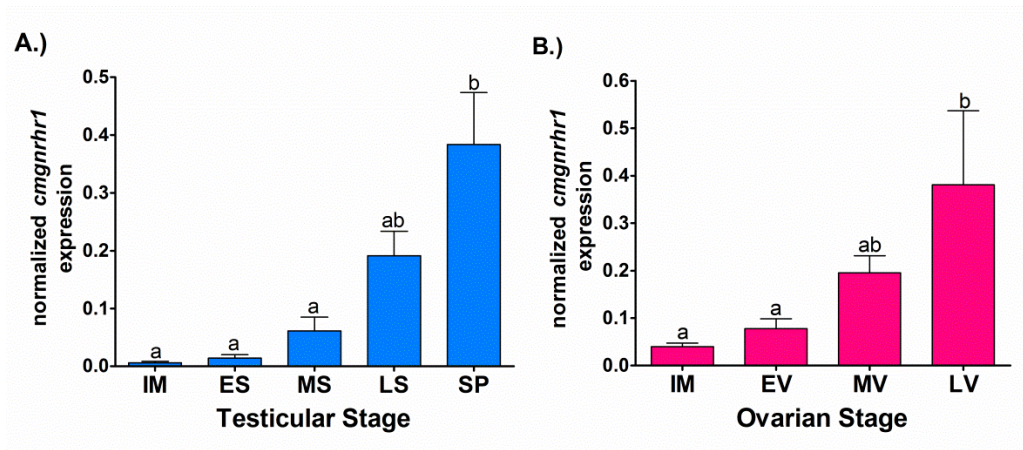 A.)
normalized cmgnrhr1
expression
0.5
0.4
0.3
0.2
0.1
0.0
a
a
a
ab
b
IM ES MS LS SP
Testicular Stage
B.)
normalized cmgnrhr1
expression
0.6
0.5
0.4
0.3
0.2
0.1
0.0
a
a
ab
b
IM EV MV LV
Ovarian Stage